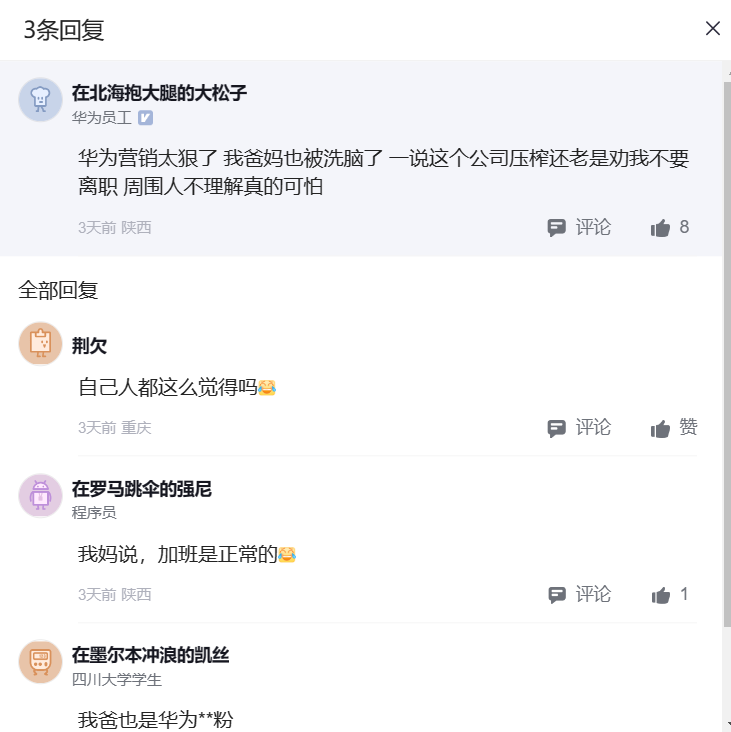 3条回复
在北海抱大腿的大松子
华为员工
华为营销太狠了 我爸妈也被洗脑了 一说这个公司压榨还老是劝我不要
离职 周围人不理解真的可怕
3天前 陕西 评论 8
全部回复
荆欠
自己人都这么觉得吗
3天前 重庆 评论 赞
在罗马跳伞的强尼
程序员
我妈说，加班是正常的
3天前 陕西 评论 1
在墨尔本冲浪的凯丝
四川大学学生
我爸也是华为**粉